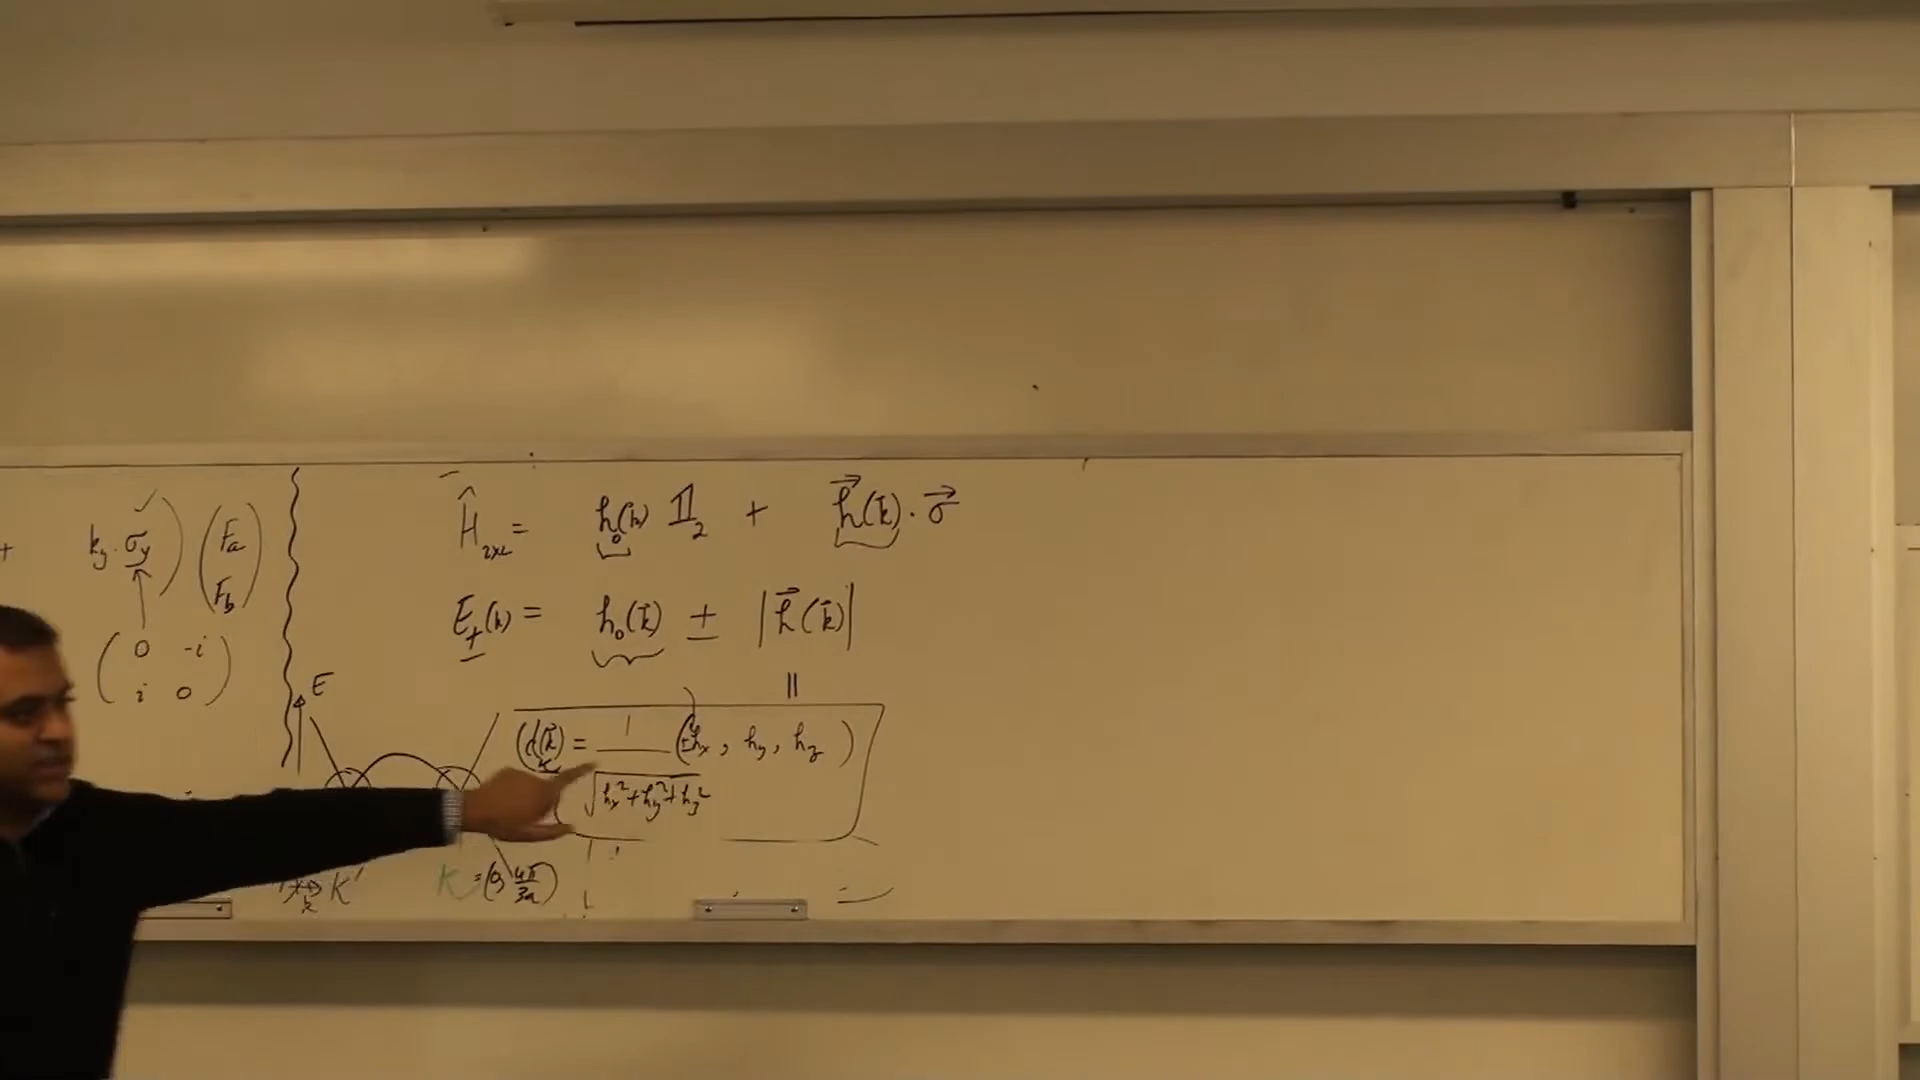 + k_y · σ_y ) ( F_a F_b )
( 0 -i
i 0 )
Ĥ_2x2 = h_0(k) 𝟙_2 + h⃗(k⃗) · σ⃗
E_±(k) = h_0(k⃗) ± |h⃗(k⃗)|
||
E
(k⃗) = 1 / √(h_x² + h_y² + h_z²) (±h_x, h_y, h_z)
K' K = (0, 4π/3a)